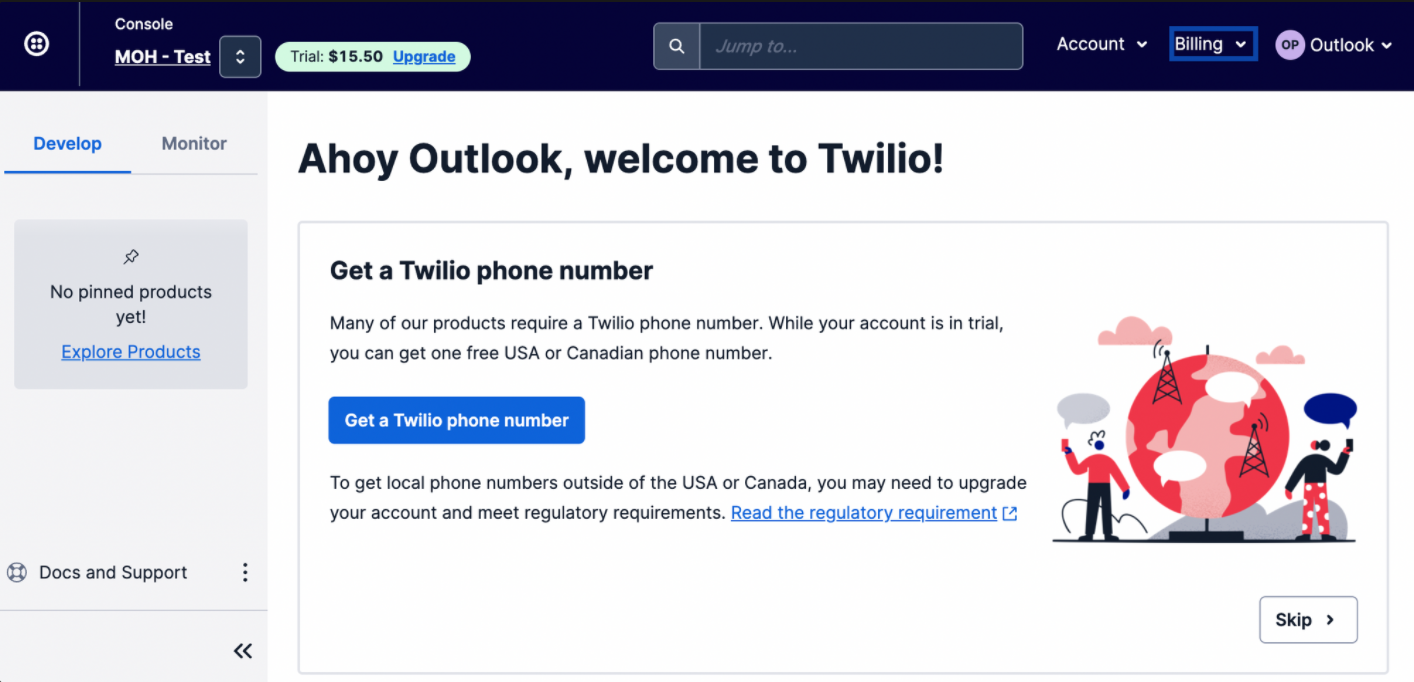 Console
MOH - Test
Trial: $15.50 Upgrade
Jump to...
Account
Billing
OP Outlook
Develop
Monitor
No pinned products
yet!
Explore Products
Docs and Support
Ahoy Outlook, welcome to Twilio!
Get a Twilio phone number
Many of our products require a Twilio phone number. While your account is in trial,
you can get one free USA or Canadian phone number.
Get a Twilio phone number
To get local phone numbers outside of the USA or Canada, you may need to upgrade
your account and meet regulatory requirements. Read the regulatory requirement
Skip